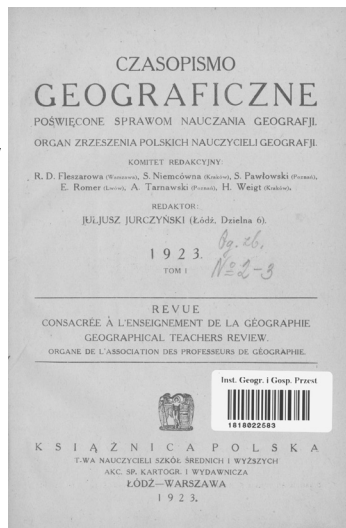 CZASOPISMO
GEOGRAFICZNE
POŚWIĘCONE SPRAWOM NAUCZANIA GEOGRAFJI.
ORGAN ZRZESZENIA POLSKICH NAUCZYCIELI GEOGRAFJI.
KOMITET REDAKCYJNY:
R. D. Fleszarowa (Warszawa), S. Niemcówna (Kraków), S. Pawłowski (Poznań),
E. Romer (Lwów), A. Tarnawski (Poznań), H. Weigt (Kraków),
REDAKTOR:
JULJUSZ JURCZYŃSKI (Łódź, Dzielna 6).
1923.
TOM I
Og. zb.
№ 2-3
REVUE
CONSACRÉE À L'ENSEIGNEMENT DE LA GÉOGRAPHIE
GEOGRAPHICAL TEACHERS REVIEW.
ORGANE DE L'ASSOCIATION DES PROFESSEURS DE GÉOGRAPHIE.
Inst. Geogr. i Gosp. Przest
1818022583
KSIĄŻNICA POLSKA
T-WA NAUCZYCIELI SZKÓŁ ŚREDNICH I WYŻSZYCH
AKC. SP. KARTOGR. I WYDAWNICZA
ŁÓDŹ—WARSZAWA
1923.